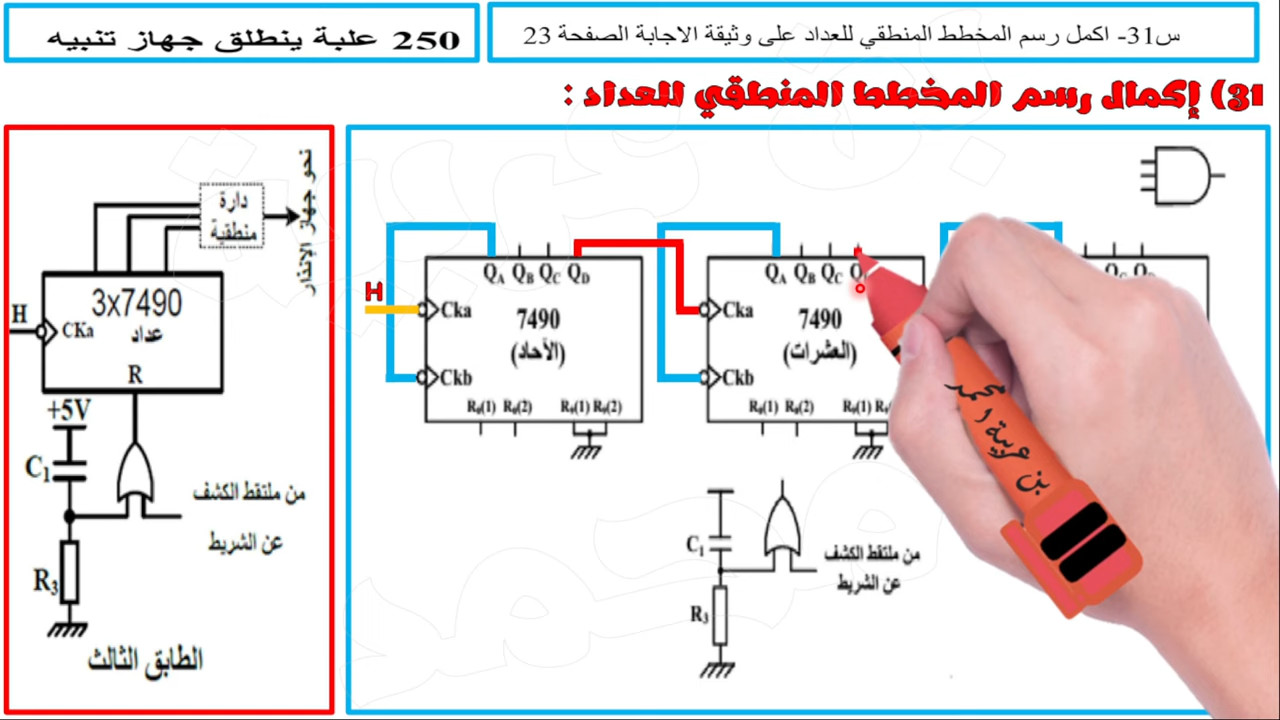 س31- اكمل رسم المخطط المنطقي للعداد على وثيقة الاجابة الصفحة 23
250 علبة ينطلق جهاز تنبيه
31) إكمال رسم المخطط المنطقي للعداد :
نحو جهاز الإنذار
دارة
منطقية
3x7490
عداد
H
CKa
R
+5V
C1
R3
من ملتقط الكشف
عن الشريط
الطابق الثالث
H
QA QB QC QD
Cka
7490
(الآحاد)
Ckb
R0(1) R0(2)
R9(1) R9(2)
QA QB QC
Cka
7490
(العشرات)
Ckb
R0(1) R0(2)
R9(1)
C1
R3
من ملتقط الكشف
عن الشريط
محمد